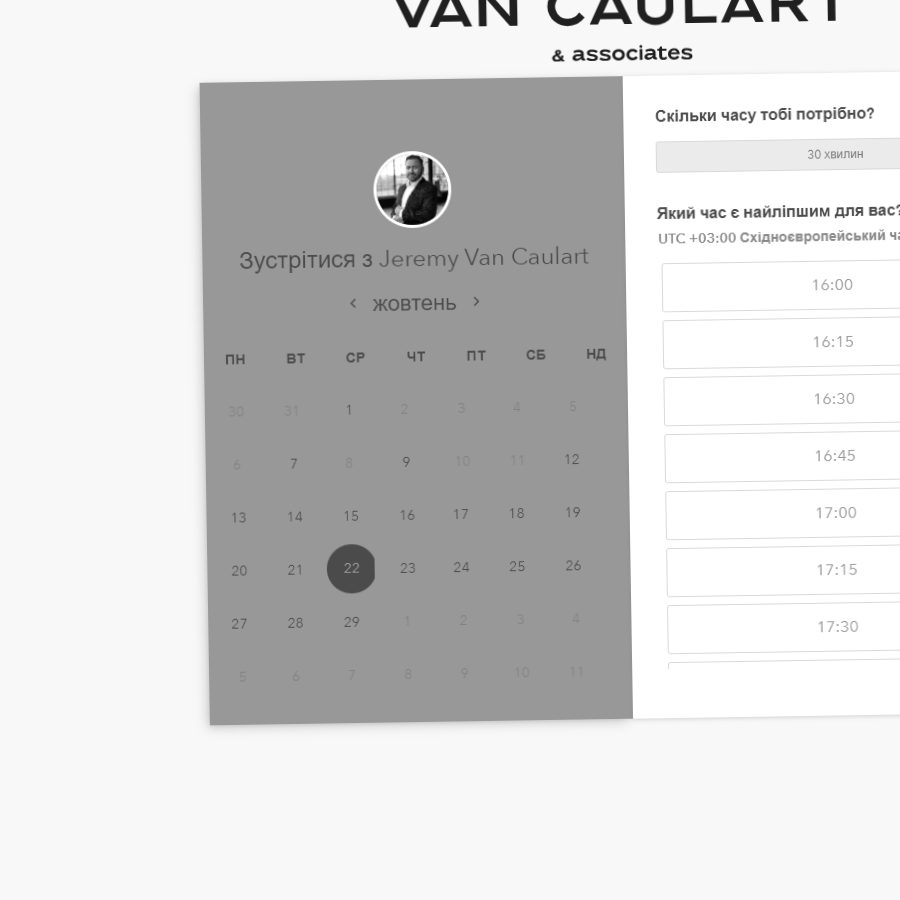 VAN CAULART
& associates
Зустрітися з Jeremy Van Caulart
жовтень
ПН ВТ СР ЧТ ПТ СБ НД
30 31 1 2 3 4 5
6 7 8 9 10 11 12
13 14 15 16 17 18 19
20 21 22 23 24 25 26
27 28 29 1 2 3 4
5 6 7 8 9 10 11
Скільки часу тобі потрібно?
30 хвилин
Який час є найліпшим для вас?
UTC +03:00 Східноєвропейський
16:00
16:15
16:30
16:45
17:00
17:15
17:30